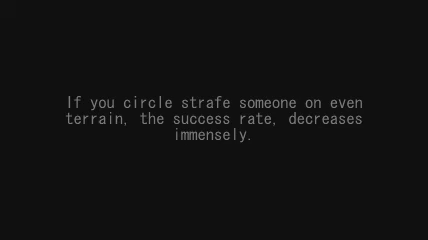 If you circle strafe someone on even
terrain, the success rate, decreases
immensely.